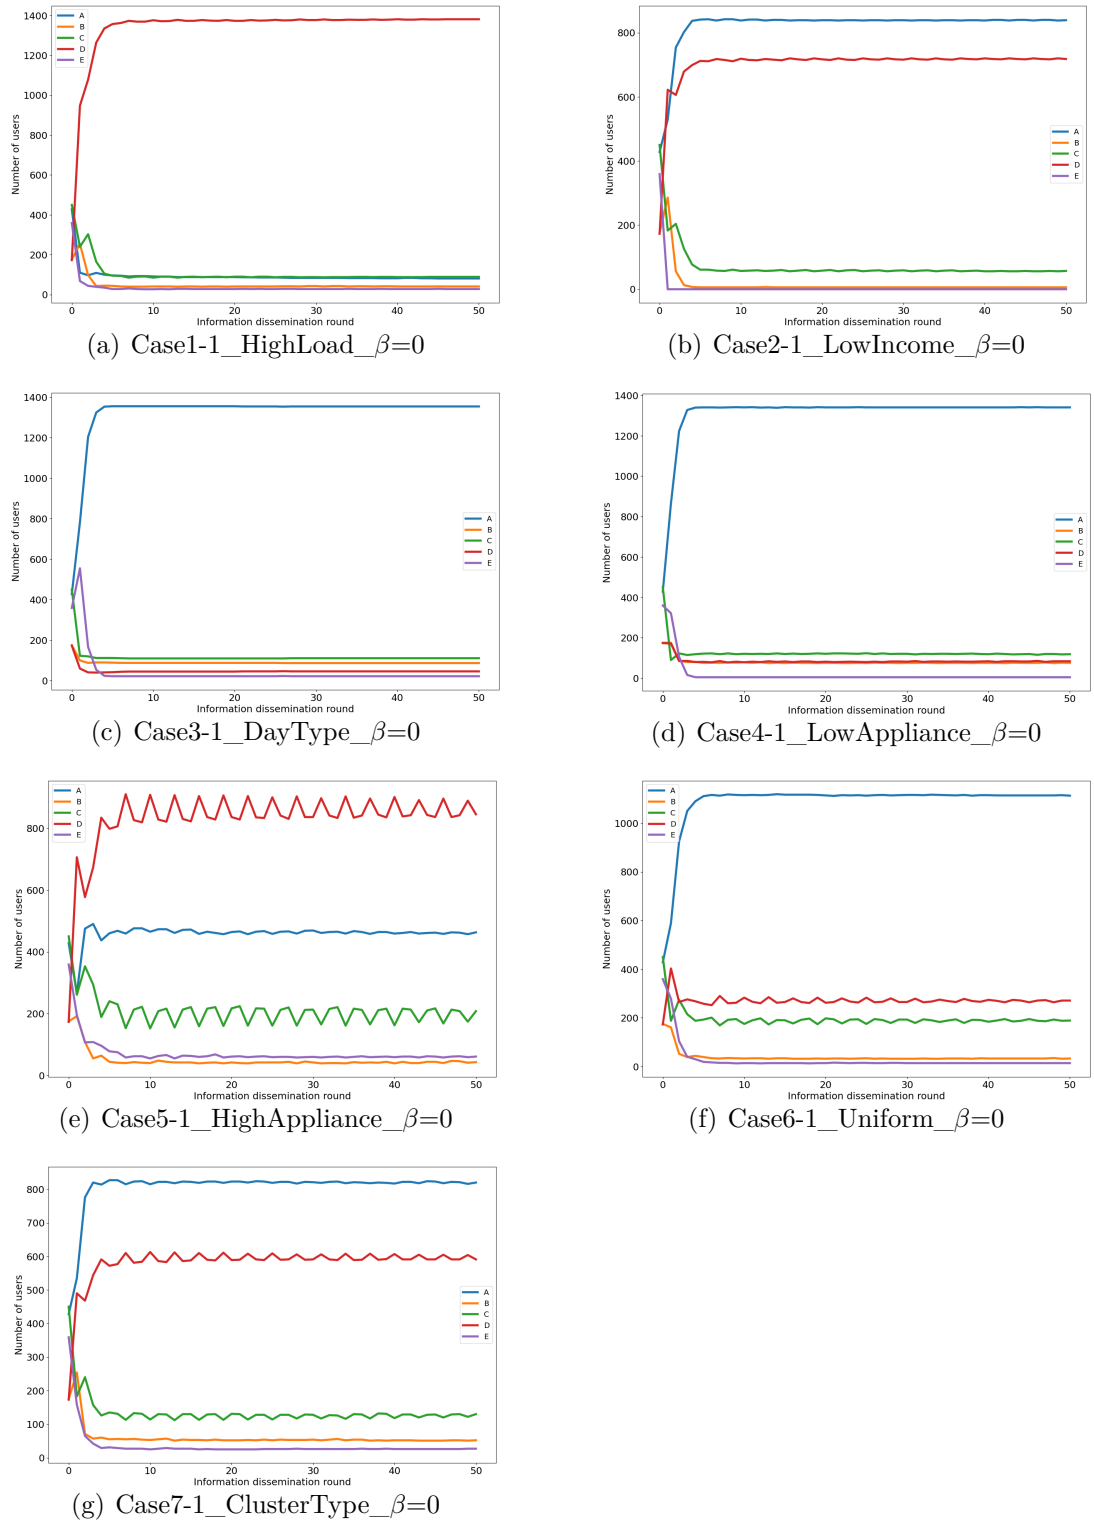 1400
1200
1000
800
600
400
200
0
Number of users
A
B
C
D
E
0 10 20 30 40 50
Information dissemination round
(a) Case1-1_HighLoad_β=0
800
600
400
200
0
Number of users
A
B
C
D
E
0 10 20 30 40 50
Information dissemination round
(b) Case2-1_LowIncome_β=0
1400
1200
1000
800
600
400
200
0
Number of users
A
B
C
D
E
0 10 20 30 40 50
Information dissemination round
(c) Case3-1_DayType_β=0
1400
1200
1000
800
600
400
200
0
Number of users
A
B
C
D
E
0 10 20 30 40 50
Information dissemination round
(d) Case4-1_LowAppliance_β=0
800
600
400
200
0
Number of users
A
B
C
D
E
0 10 20 30 40 50
Information dissemination round
(e) Case5-1_HighAppliance_β=0
1000
800
600
400
200
0
Number of users
A
B
C
D
E
0 10 20 30 40 50
Information dissemination round
(f) Case6-1_Uniform_β=0
800
700
600
500
400
300
200
100
0
Number of users
A
B
C
D
E
0 10 20 30 40 50
Information dissemination round
(g) Case7-1_ClusterType_β=0